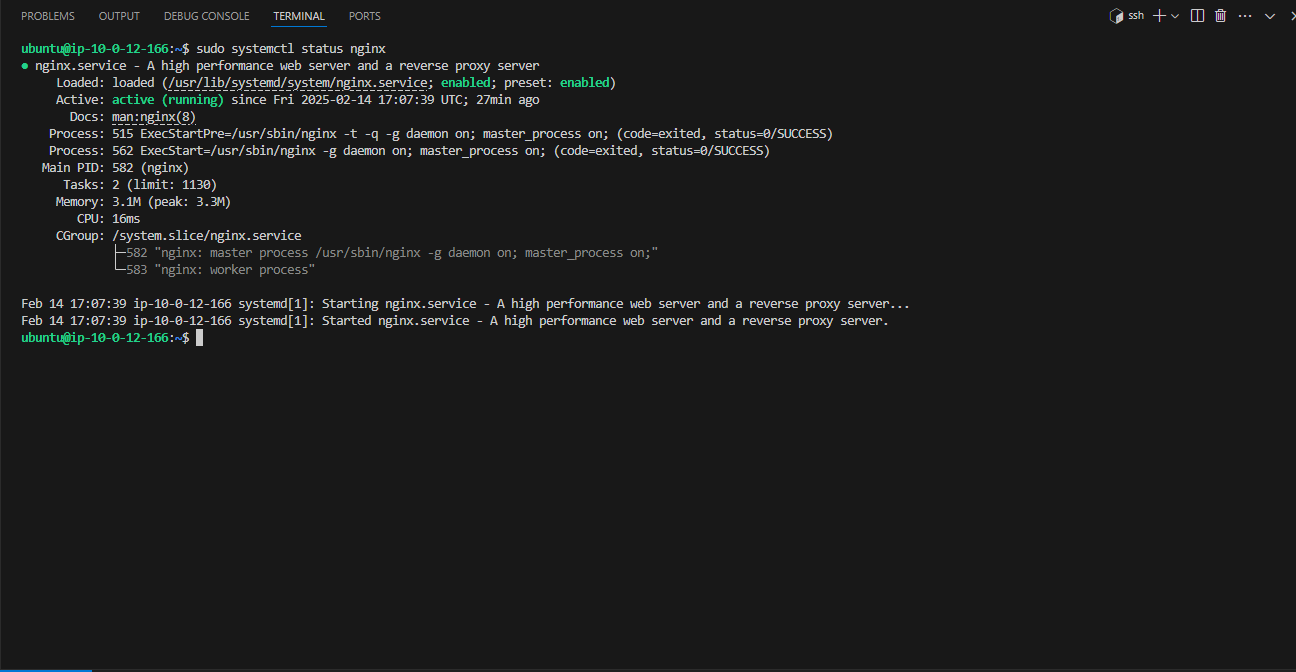 PROBLEMS OUTPUT DEBUG CONSOLE TERMINAL PORTS ssh
ubuntu@ip-10-0-12-166:~$ sudo systemctl status nginx
● nginx.service - A high performance web server and a reverse proxy server
     Loaded: loaded (/usr/lib/systemd/system/nginx.service; enabled; preset: enabled)
     Active: active (running) since Fri 2025-02-14 17:07:39 UTC; 27min ago
       Docs: man:nginx(8)
    Process: 515 ExecStartPre=/usr/sbin/nginx -t -q -g daemon on; master_process on; (code=exited, status=0/SUCCESS)
    Process: 562 ExecStart=/usr/sbin/nginx -g daemon on; master_process on; (code=exited, status=0/SUCCESS)
   Main PID: 582 (nginx)
      Tasks: 2 (limit: 1130)
     Memory: 3.1M (peak: 3.3M)
        CPU: 16ms
     CGroup: /system.slice/nginx.service
             ├─582 "nginx: master process /usr/sbin/nginx -g daemon on; master_process on;"
             └─583 "nginx: worker process"
Feb 14 17:07:39 ip-10-0-12-166 systemd[1]: Starting nginx.service - A high performance web server and a reverse proxy server...
Feb 14 17:07:39 ip-10-0-12-166 systemd[1]: Started nginx.service - A high performance web server and a reverse proxy server.
ubuntu@ip-10-0-12-166:~$